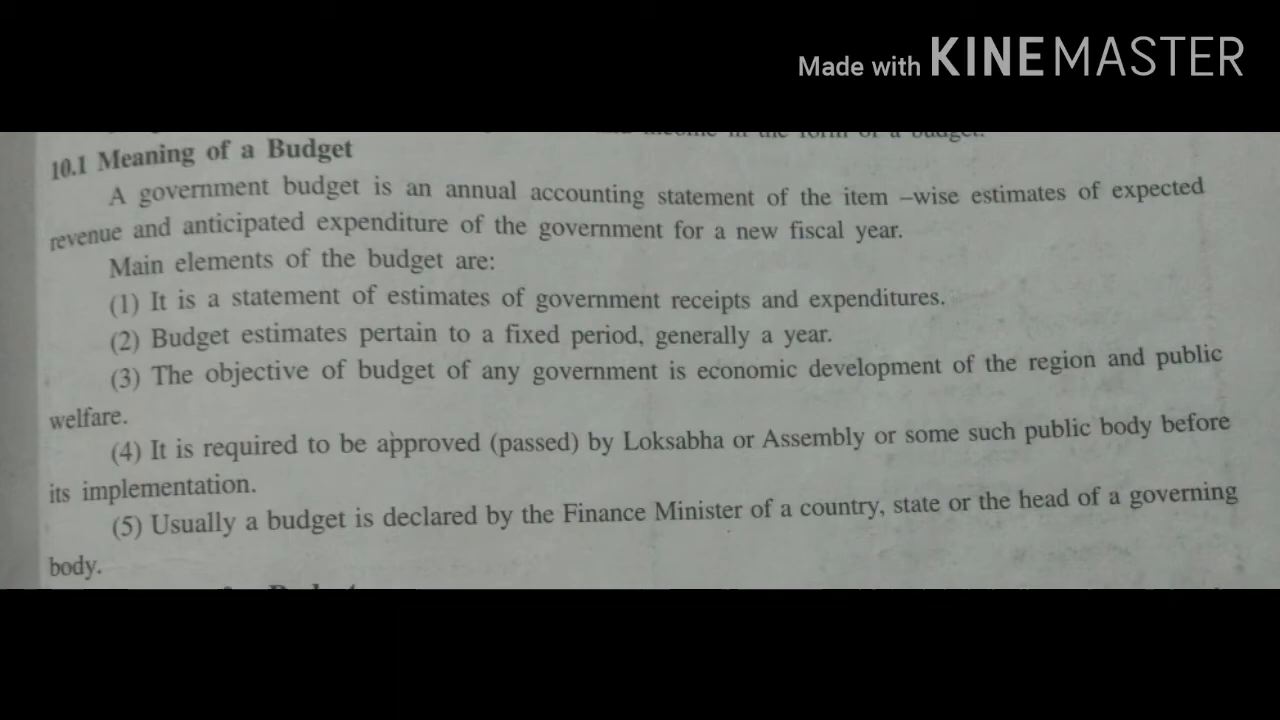 Made with KINEMASTER
income in the form of a budget.
10.1 Meaning of a Budget
A government budget is an annual accounting statement of the item –wise estimates of expected
revenue and anticipated expenditure of the government for a new fiscal year.
Main elements of the budget are:
(1) It is a statement of estimates of government receipts and expenditures.
(2) Budget estimates pertain to a fixed period, generally a year.
(3) The objective of budget of any government is economic development of the region and public
welfare.
(4) It is required to be approved (passed) by Loksabha or Assembly or some such public body before
its implementation.
(5) Usually a budget is declared by the Finance Minister of a country, state or the head of a governing
body.